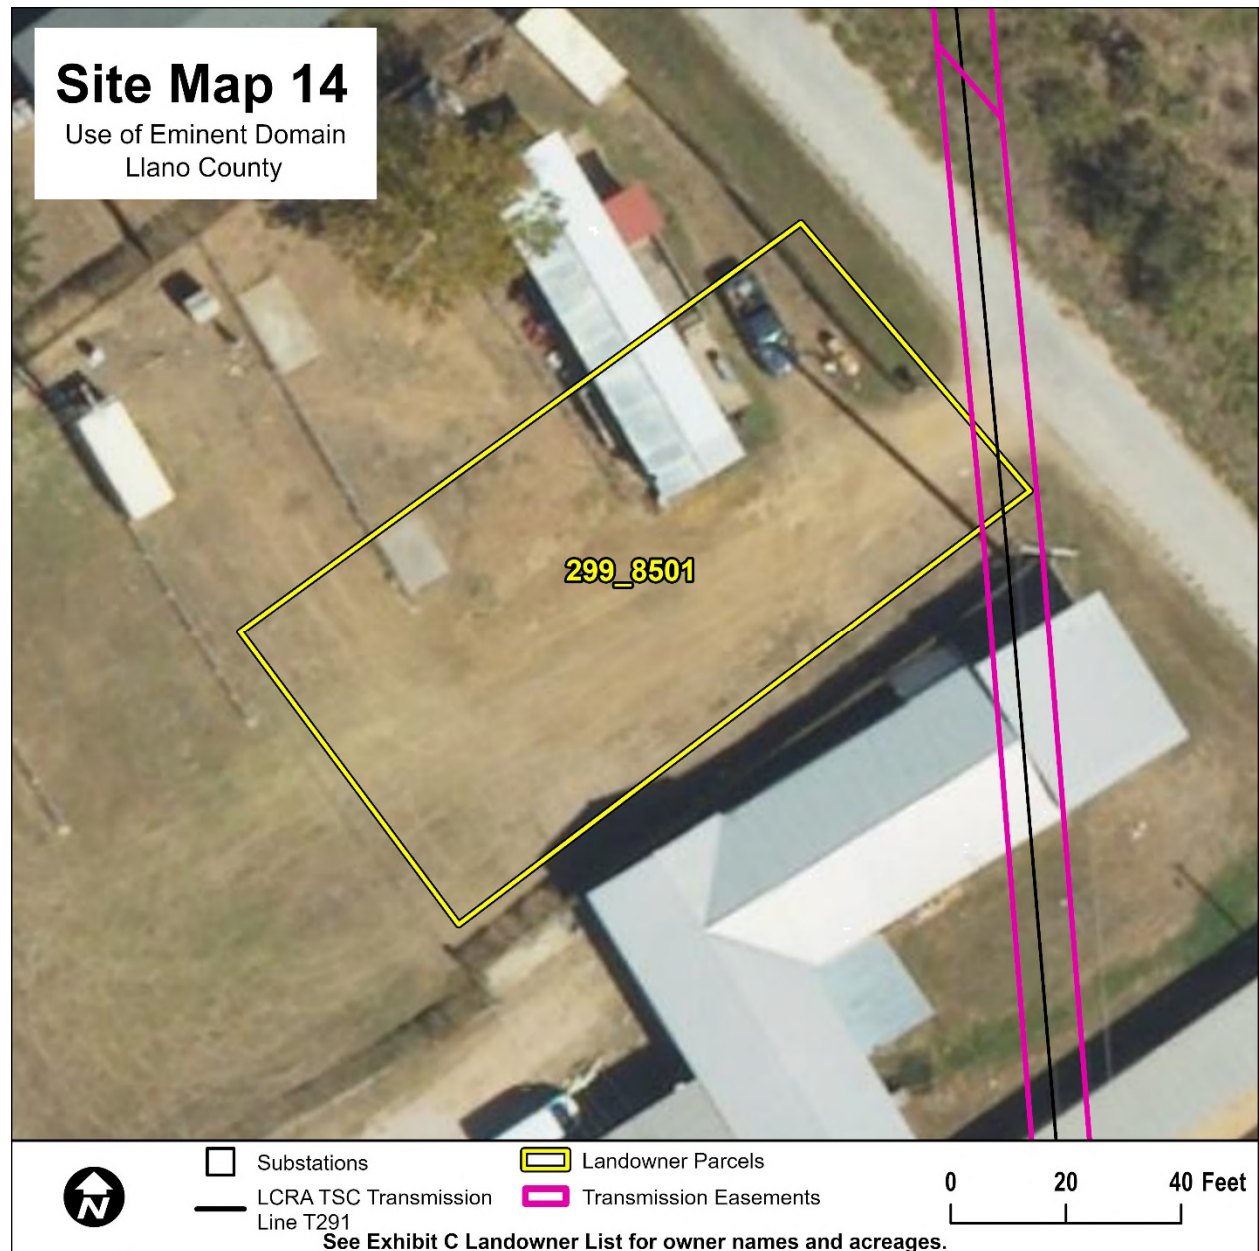 Site Map 14
Use of Eminent Domain
Llano County
299_8501
N
Substations
LCRA TSC Transmission
Line T291
Landowner Parcels
Transmission Easements
0 20 40 Feet
See Exhibit C Landowner List for owner names and acreages.